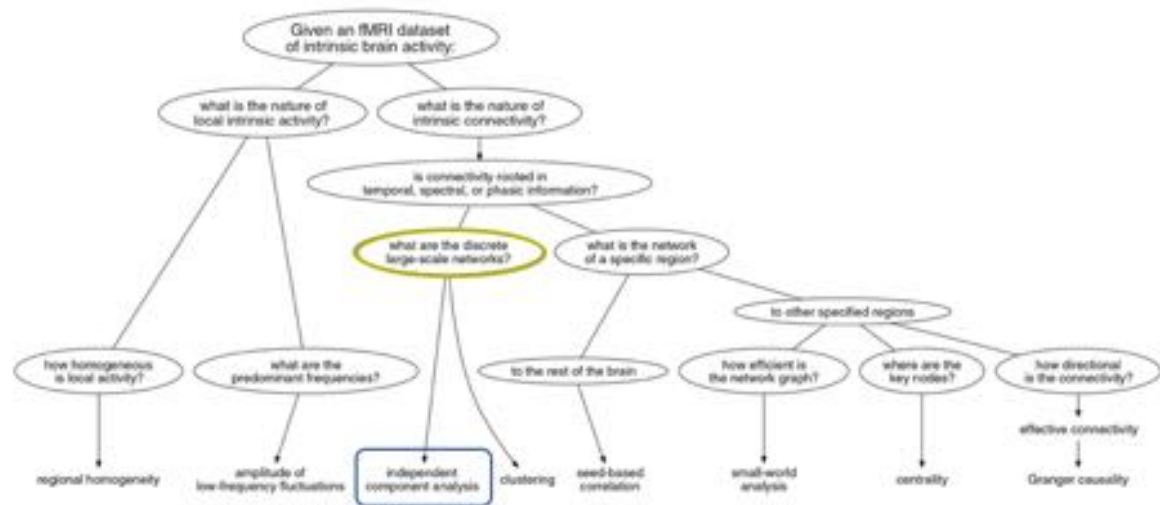 Given an fMRI dataset
of intrinsic brain activity:
what is the nature of
local intrinsic activity?
what is the nature of
intrinsic connectivity?
is connectivity rooted in
temporal, spectral, or phasic information?
what are the discrete
large-scale networks?
what is the network
of a specific region?
to other specified regions
how homogeneous
is local activity?
what are the
predominant frequencies?
to the rest of the brain
how efficient is
the network graph?
where are the
key nodes?
how directional
is the connectivity?
effective connectivity
regional homogeneity
amplitude of
low-frequency fluctuations
independent
component analysis
clustering
seed-based
correlation
small-world
analysis
centrality
Granger causality